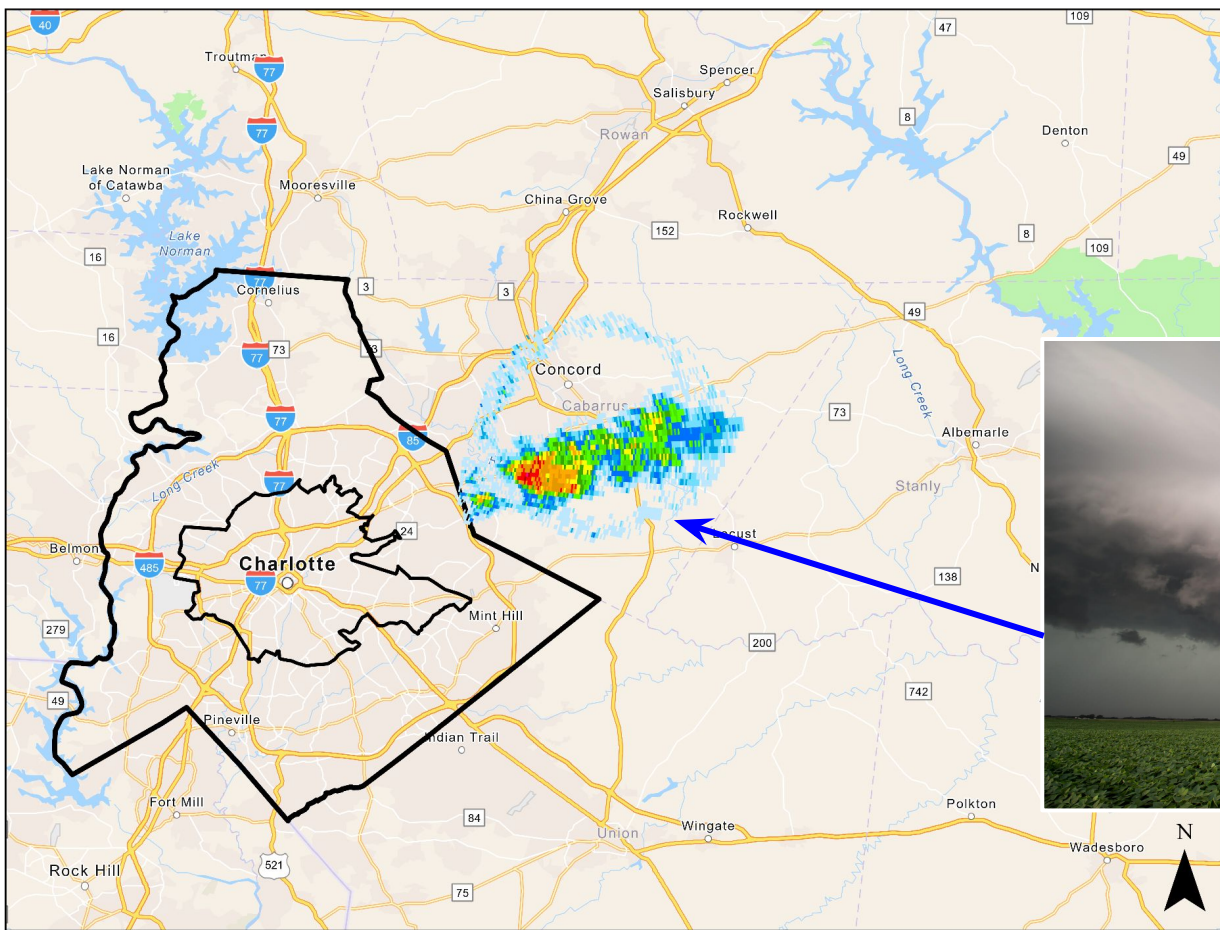 40
109
47
Troutman
77
Spencer
Salisbury
8
77
Rowan
Denton
49
Lake Norman
of Catawba
Mooresville
China Grove
Rockwell
152
8
Lake
Norman
16
109
77
3
3
Cornelius
49
16
77
73
73
Concord
Long Creek
Cabarrus
73
77
85
Albemarle
Long Creek
77
Stanly
24
Belmon
485
Charlotte
Locust
N
77
138
Mint Hill
279
200
49
742
Pineville
Indian Trail
Fort Mill
84
Polkton
Union
Wingate
N
Wadesboro
521
Rock Hill
75